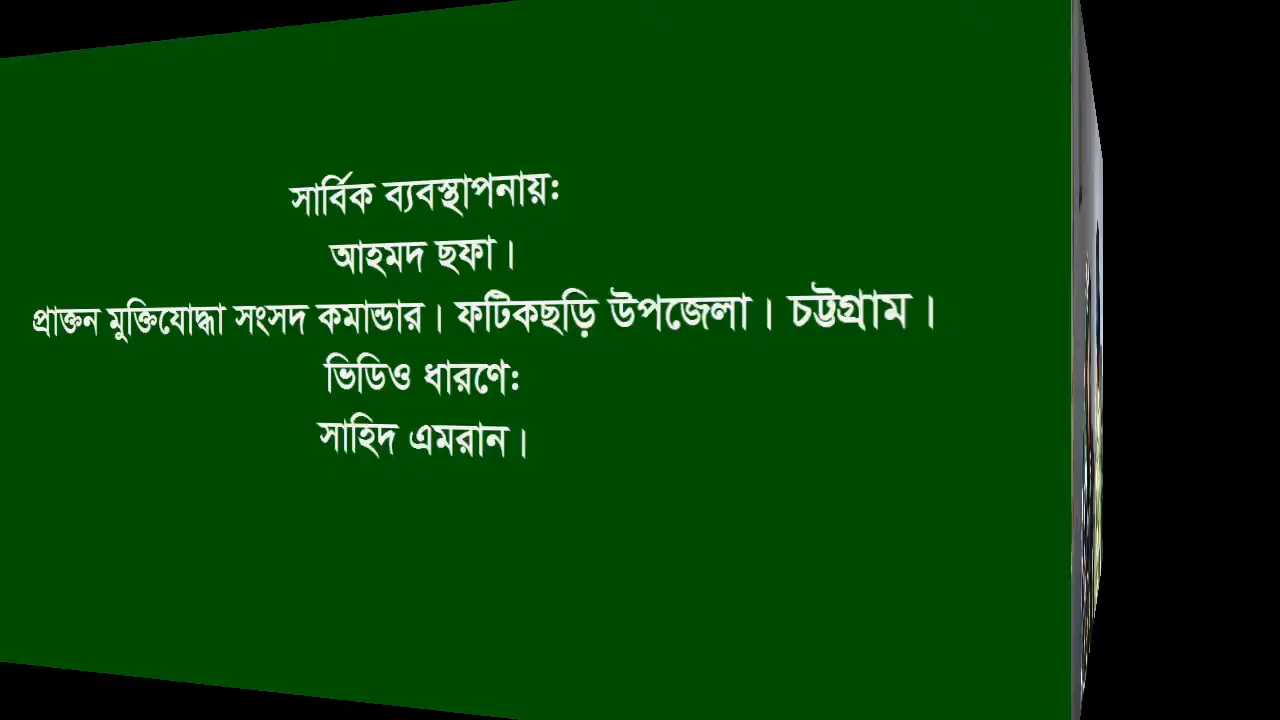 সার্বিক ব্যবস্থাপনায়:
আহমদ ছফা।
প্রাক্তন মুক্তিযোদ্ধা সংসদ কমান্ডার। ফটিকছড়ি উপজেলা। চট্টগ্রাম।
ভিডিও ধারণে:
সাহিদ এমরান।